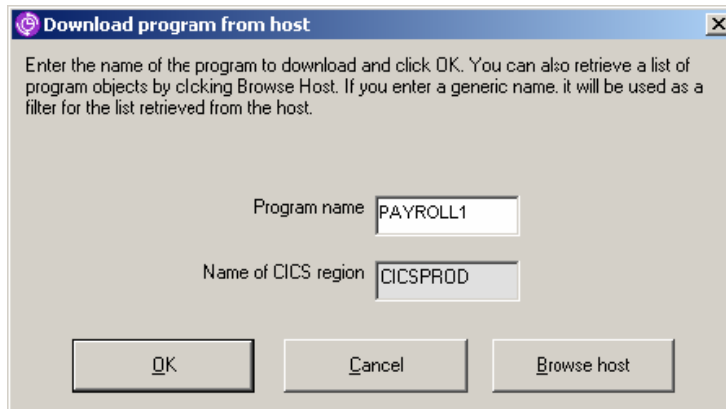 Download program from host
Enter the name of the program to download and click OK. You can also retrieve a list of
program objects by clcking Browse Host. If you enter a generic name. it will be used as a
filter for the list retrieved from the host.
Program name PAYROLL1
Name of CICS region CICSPROD
OK Cancel Browse host